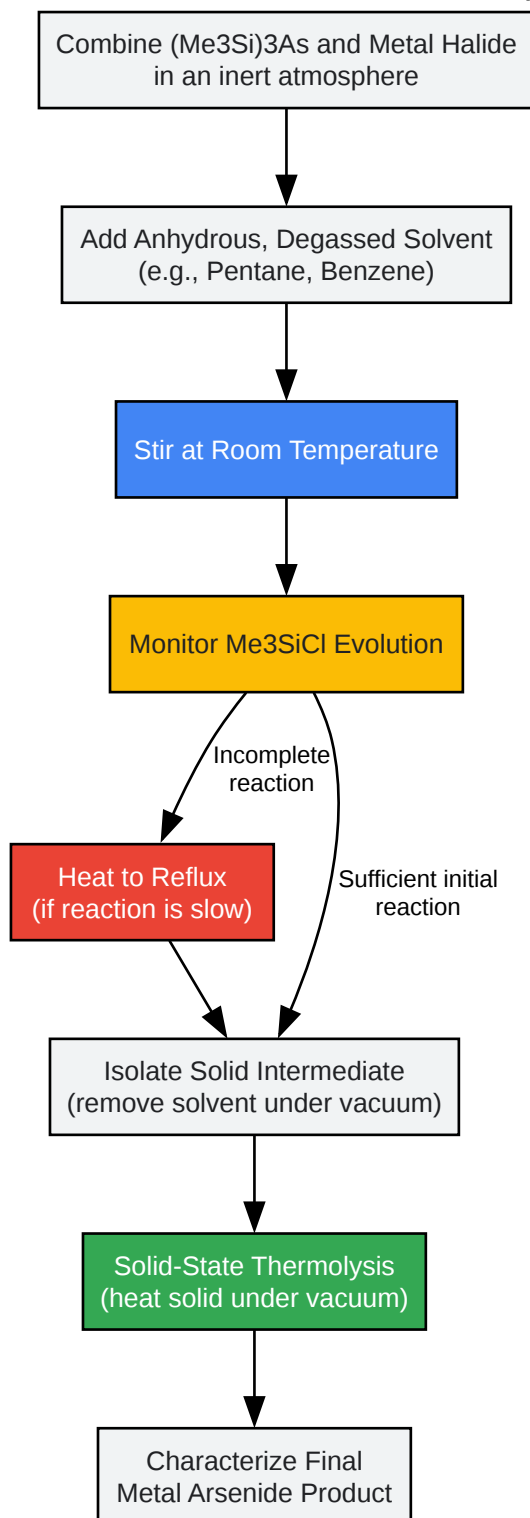 Combine (Me3Si)3As and Metal Halide
in an inert atmosphere
Add Anhydrous, Degassed Solvent
(e.g., Pentane, Benzene)
Stir at Room Temperature
Monitor Me3SiCl Evolution
Incomplete
reaction
Heat to Reflux
(if reaction is slow)
Sufficient initial
reaction
Isolate Solid Intermediate
(remove solvent under vacuum)
Solid-State Thermolysis
(heat solid under vacuum)
Characterize Final
Metal Arsenide Product